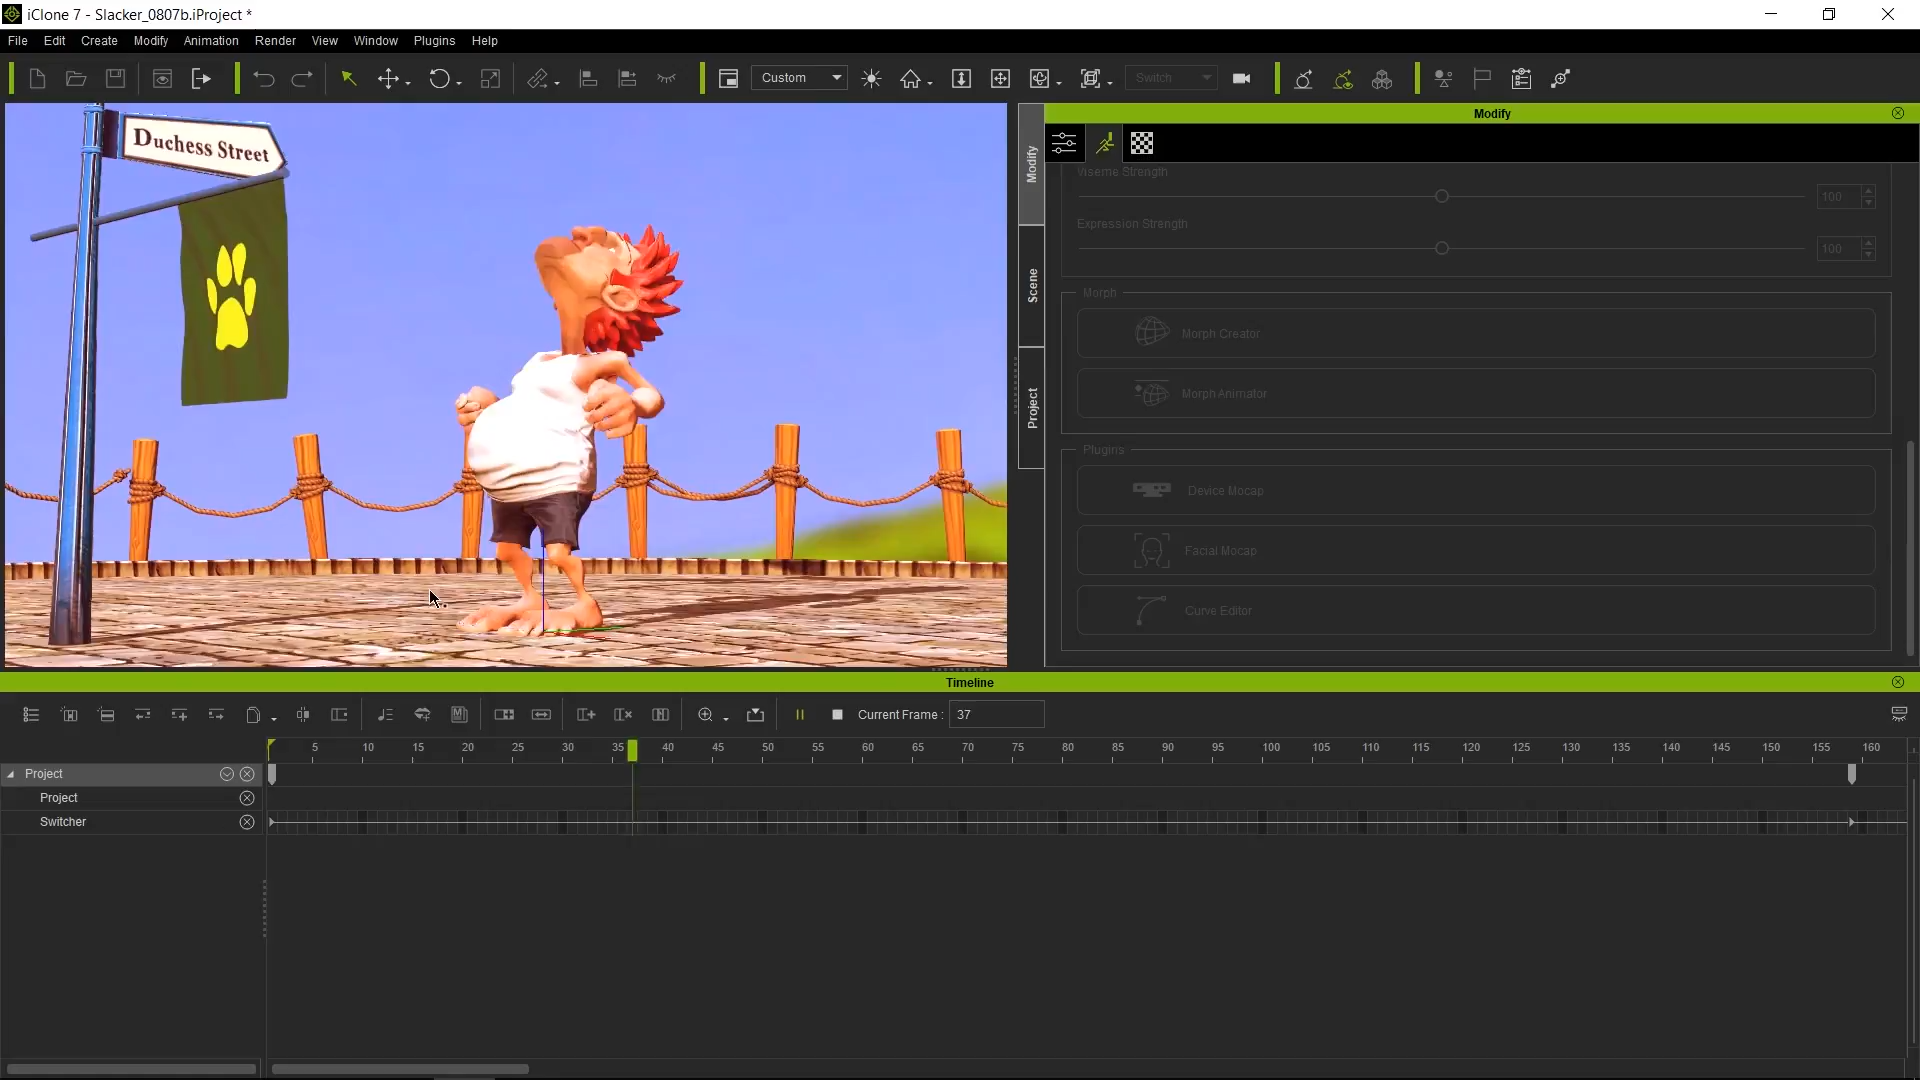 iClone 7 - Slacker_0807b.iProject *
File Edit Create Modify Animation Render View Window Plugins Help
Custom
Switch
Duchess Street
Modify
Scene
Project
Modify
Viseme Strength
100
Expression Strength
100
Morph
Morph Creator
Morph Animator
Plugins
Device Mocap
Facial Mocap
Curve Editor
Timeline
Current Frame : 37
5 10 15 20 25 30 35 40 45 50 55 60 65 70 75 80 85 90 95 100 105 110 115 120 125 130 135 140 145 150 155 160
Project
Project
Switcher